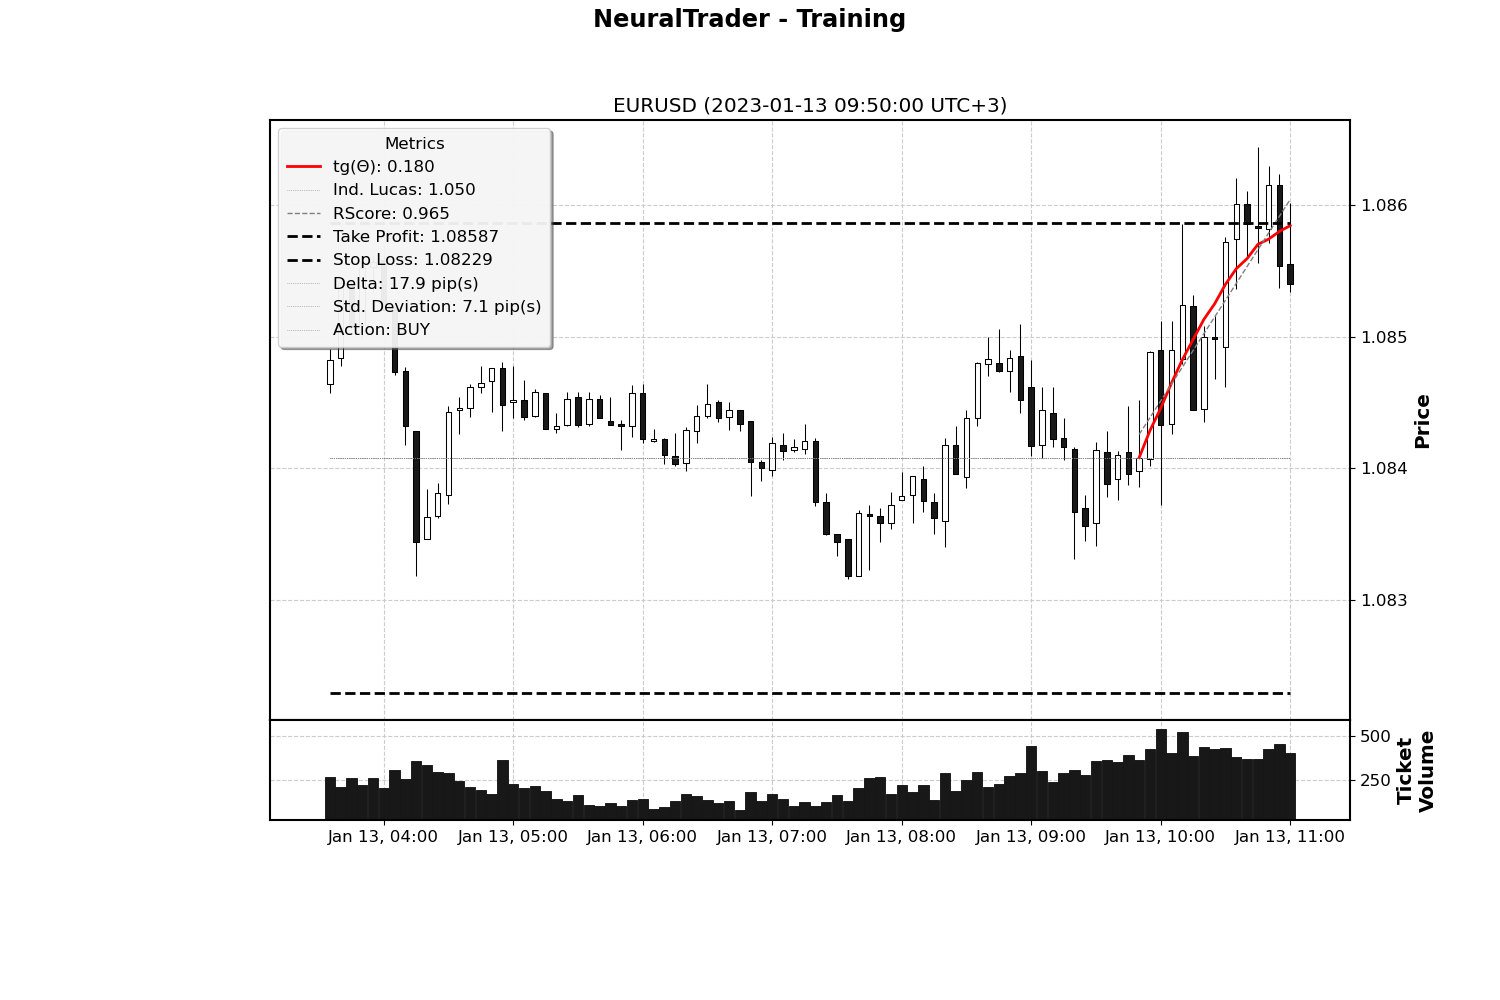 NeuralTrader - Training
EURUSD (2023-01-13 09:50:00 UTC+3)
Metrics
tg(Θ): 0.180
Ind. Lucas: 1.050
RScore: 0.965
Take Profit: 1.08587
Stop Loss: 1.08229
Delta: 17.9 pip(s)
Std. Deviation: 7.1 pip(s)
Action: BUY
1.086
1.085
1.084
1.083
Price
500
250
Ticket
Volume
Jan 13, 04:00
Jan 13, 05:00
Jan 13, 06:00
Jan 13, 07:00
Jan 13, 08:00
Jan 13, 09:00
Jan 13, 10:00
Jan 13, 11:00